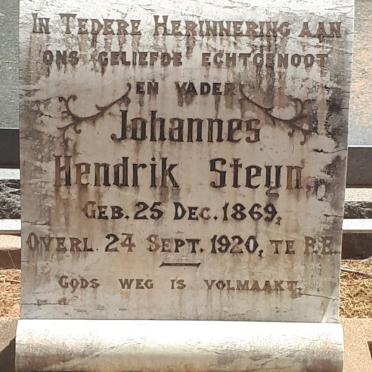 In Tedere Herinnering aan
ons geliefde echtgenoot
en vader
Johannes
Hendrik Steyn.
Geb. 25 Dec. 1869,
Overl. 24 Sept. 1920, te P.E.
Gods weg is volmaakt.